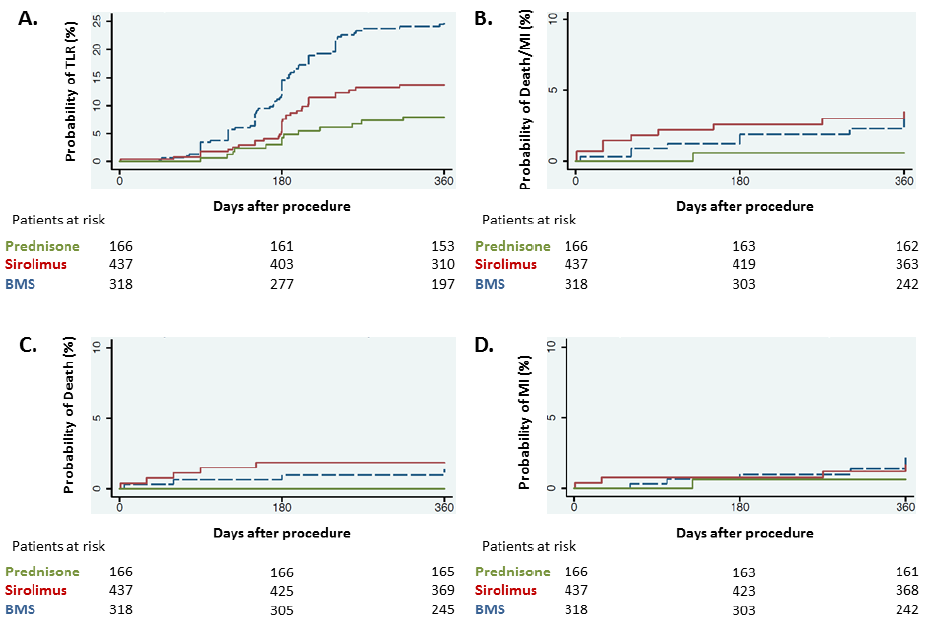 A.
Probability of TLR (%)
25
20
15
10
5
0
0 180 360
Days after procedure
Patients at risk
Prednisone 166 161 153
Sirolimus 437 403 310
BMS 318 277 197
B.
Probability of Death/MI (%)
10
5
0
0 180 360
Days after procedure
Patients at risk
Prednisone 166 163 162
Sirolimus 437 419 363
BMS 318 303 242
C.
Probability of Death (%)
10
5
0
0 180 360
Days after procedure
Patients at risk
Prednisone 166 166 165
Sirolimus 437 425 369
BMS 318 305 245
D.
Probability of MI (%)
10
5
0
0 180 360
Days after procedure
Patients at risk
Prednisone 166 163 161
Sirolimus 437 423 368
BMS 318 303 242